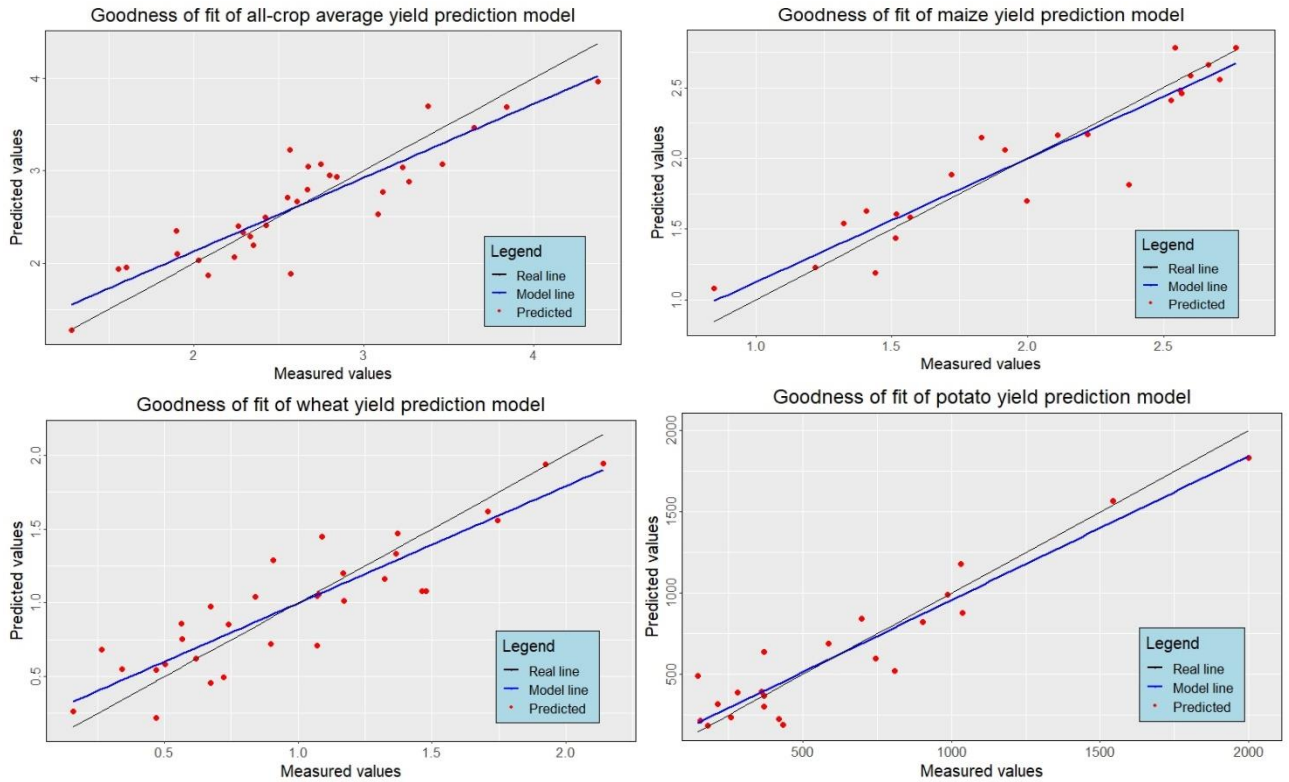 Goodness of fit of all-crop average yield prediction model
Predicted values
4
3
2
Legend
Real line
Model line
Predicted
2 3 4
Measured values
Goodness of fit of maize yield prediction model
Predicted values
2.5
2.0
1.5
1.0
Legend
Real line
Model line
Predicted
1.0 1.5 2.0 2.5
Measured values
Goodness of fit of wheat yield prediction model
Predicted values
2.0
1.5
1.0
0.5
Legend
Real line
Model line
Predicted
0.5 1.0 1.5 2.0
Measured values
Goodness of fit of potato yield prediction model
Predicted values
2000
1500
1000
500
Legend
Real line
Model line
Predicted
500 1000 1500 2000
Measured values